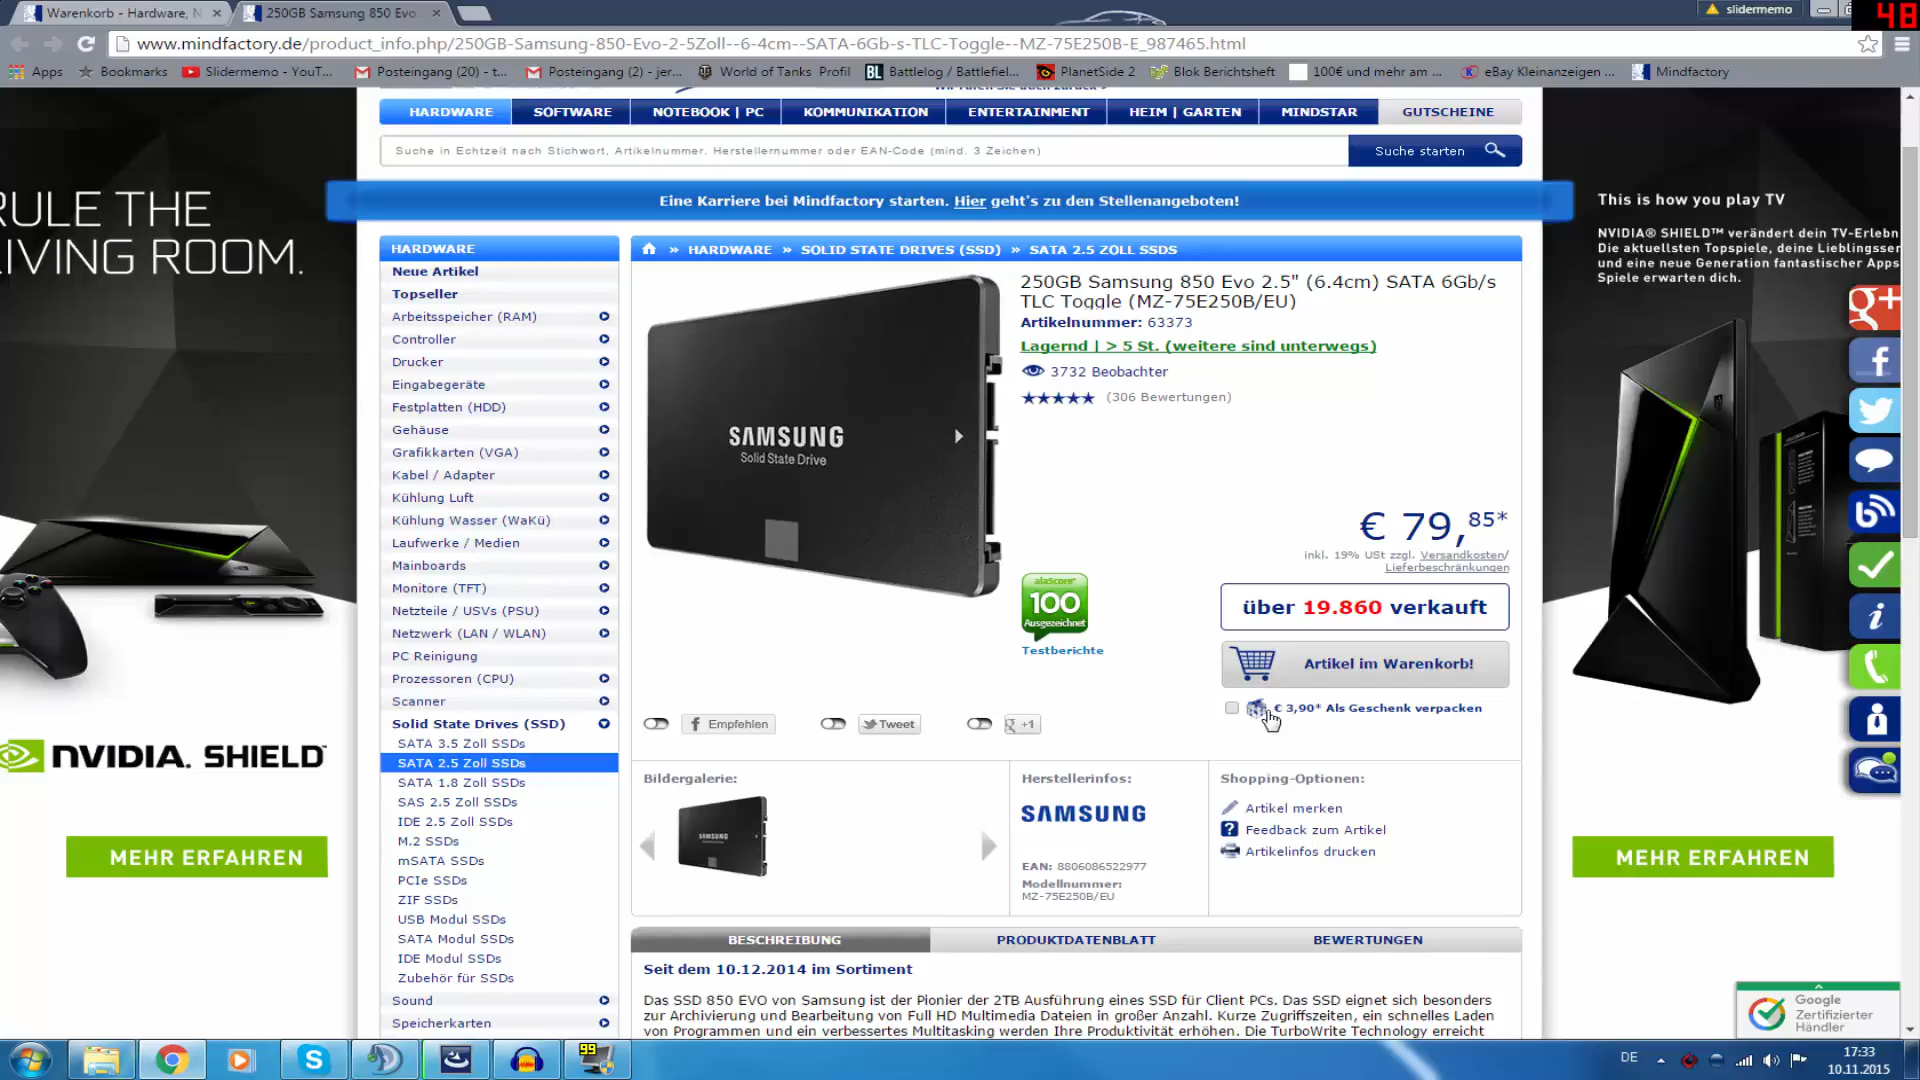 Warenkorb - Hardware, N
250GB Samsung 850 Evo
slidermemo
48
www.mindfactory.de/product_info.php/250GB-Samsung-850-Evo-2-5Zoll--6-4cm--SATA-6Gb-s-TLC-Toggle--MZ-75E250B-E_987465.html
Apps
Bookmarks
Slidermemo - YouT...
Posteingang (20) - t...
Posteingang (2) - jer...
World of Tanks Profil
BL Battlelog / Battlefiel...
PlanetSide 2
Blok Berichtsheft
100€ und mehr am ...
eBay Kleinanzeigen ...
Mindfactory
HARDWARE
SOFTWARE
NOTEBOOK | PC
KOMMUNIKATION
ENTERTAINMENT
HEIM | GARTEN
MINDSTAR
GUTSCHEINE
Suche in Echtzeit nach Stichwort, Artikelnummer, Herstellernummer oder EAN-Code (mind. 3 Zeichen)
Suche starten
Eine Karriere bei Mindfactory starten. Hier geht's zu den Stellenangeboten!
RULE THE
IVING ROOM.
NVIDIA. SHIELD™
MEHR ERFAHREN
HARDWARE
Neue Artikel
Topseller
Arbeitsspeicher (RAM)
Controller
Drucker
Eingabegeräte
Festplatten (HDD)
Gehäuse
Grafikkarten (VGA)
Kabel / Adapter
Kühlung Luft
Kühlung Wasser (WaKü)
Laufwerke / Medien
Mainboards
Monitore (TFT)
Netzteile / USVs (PSU)
Netzwerk (LAN / WLAN)
PC Reinigung
Prozessoren (CPU)
Scanner
Solid State Drives (SSD)
SATA 3.5 Zoll SSDs
SATA 2.5 Zoll SSDs
SATA 1.8 Zoll SSDs
SAS 2.5 Zoll SSDs
IDE 2.5 Zoll SSDs
M.2 SSDs
mSATA SSDs
PCIe SSDs
ZIF SSDs
USB Modul SSDs
SATA Modul SSDs
IDE Modul SSDs
Zubehör für SSDs
Sound
Speicherkarten
» HARDWARE » SOLID STATE DRIVES (SSD) » SATA 2.5 ZOLL SSDS
SAMSUNG
Solid State Drive
250GB Samsung 850 Evo 2.5" (6.4cm) SATA 6Gb/s
TLC Toggle (MZ-75E250B/EU)
Artikelnummer: 63373
Lagernd | > 5 St. (weitere sind unterwegs)
3732 Beobachter
(306 Bewertungen)
€ 79,85*
inkl. 19% USt zzgl. Versandkosten/
Lieferbeschränkungen
alaScore
100
Ausgezeichnet
Testberichte
über 19.860 verkauft
Artikel im Warenkorb!
€ 3,90* Als Geschenk verpacken
f Empfehlen
Tweet
g +1
Bildergalerie:
SAMSUNG
Herstellerinfos:
SAMSUNG
EAN: 8806086522977
Modellnummer:
MZ-75E250B/EU
Shopping-Optionen:
Artikel merken
Feedback zum Artikel
Artikelinfos drucken
BESCHREIBUNG
PRODUKTDATENBLATT
BEWERTUNGEN
Seit dem 10.12.2014 im Sortiment
Das SSD 850 EVO von Samsung ist der Pionier der 2TB Ausführung eines SSD für Client PCs. Das SSD eignet sich besonders
zur Archivierung und Bearbeitung von Full HD Multimedia Dateien in großer Anzahl. Kurze Zugriffszeiten, ein schnelles Laden
von Programmen und ein verbessertes Multitasking werden Ihre Produktivität erhöhen. Die TurboWrite Technology erreicht
This is how you play TV
NVIDIA® SHIELD™ verändert dein TV-Erlebn
Die aktuellsten Topspiele, deine Lieblingsser
und eine neue Generation fantastischer Apps
Spiele erwarten dich.
g+
f
i
MEHR ERFAHREN
Google
Zertifizierter
Händler
99
DE
17:33
10.11.2015